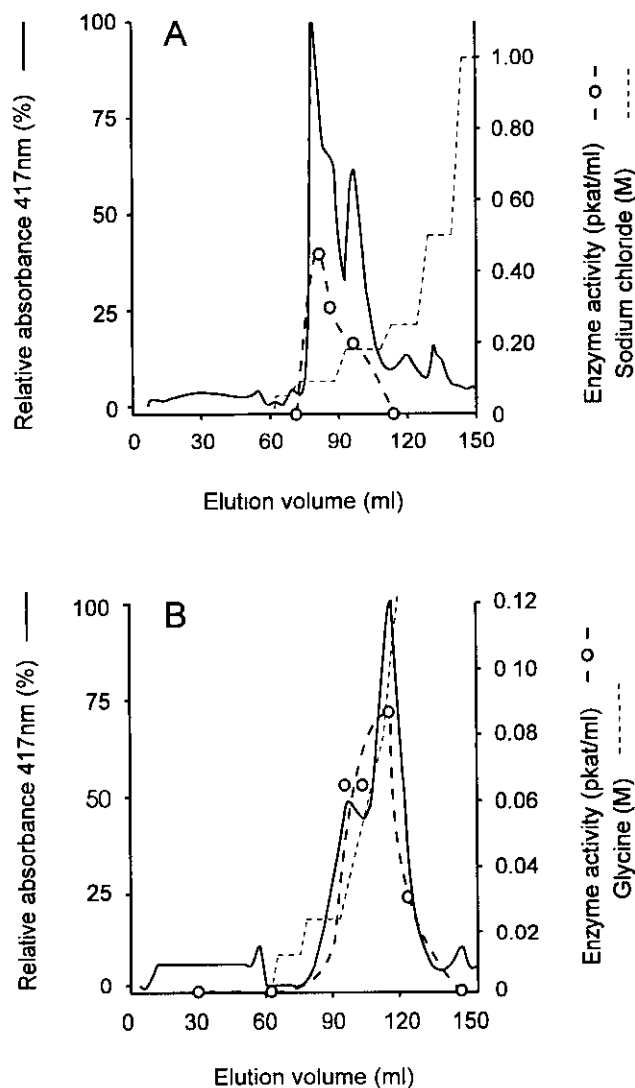 A
Relative absorbance 417nm (%)
100
75
50
25
0
1.00
0.80
0.60
0.40
0.20
0
Enzyme activity (pkat/ml) - o -
Sodium chloride (M)
0 30 60 90 120 150
Elution volume (ml)
B
Relative absorbance 417nm (%)
100
75
50
25
0
0.12
0.10
0.08
0.06
0.04
0.02
0
Enzyme activity (pkat/ml) - o -
Glycine (M)
0 30 60 90 120 150
Elution volume (ml)